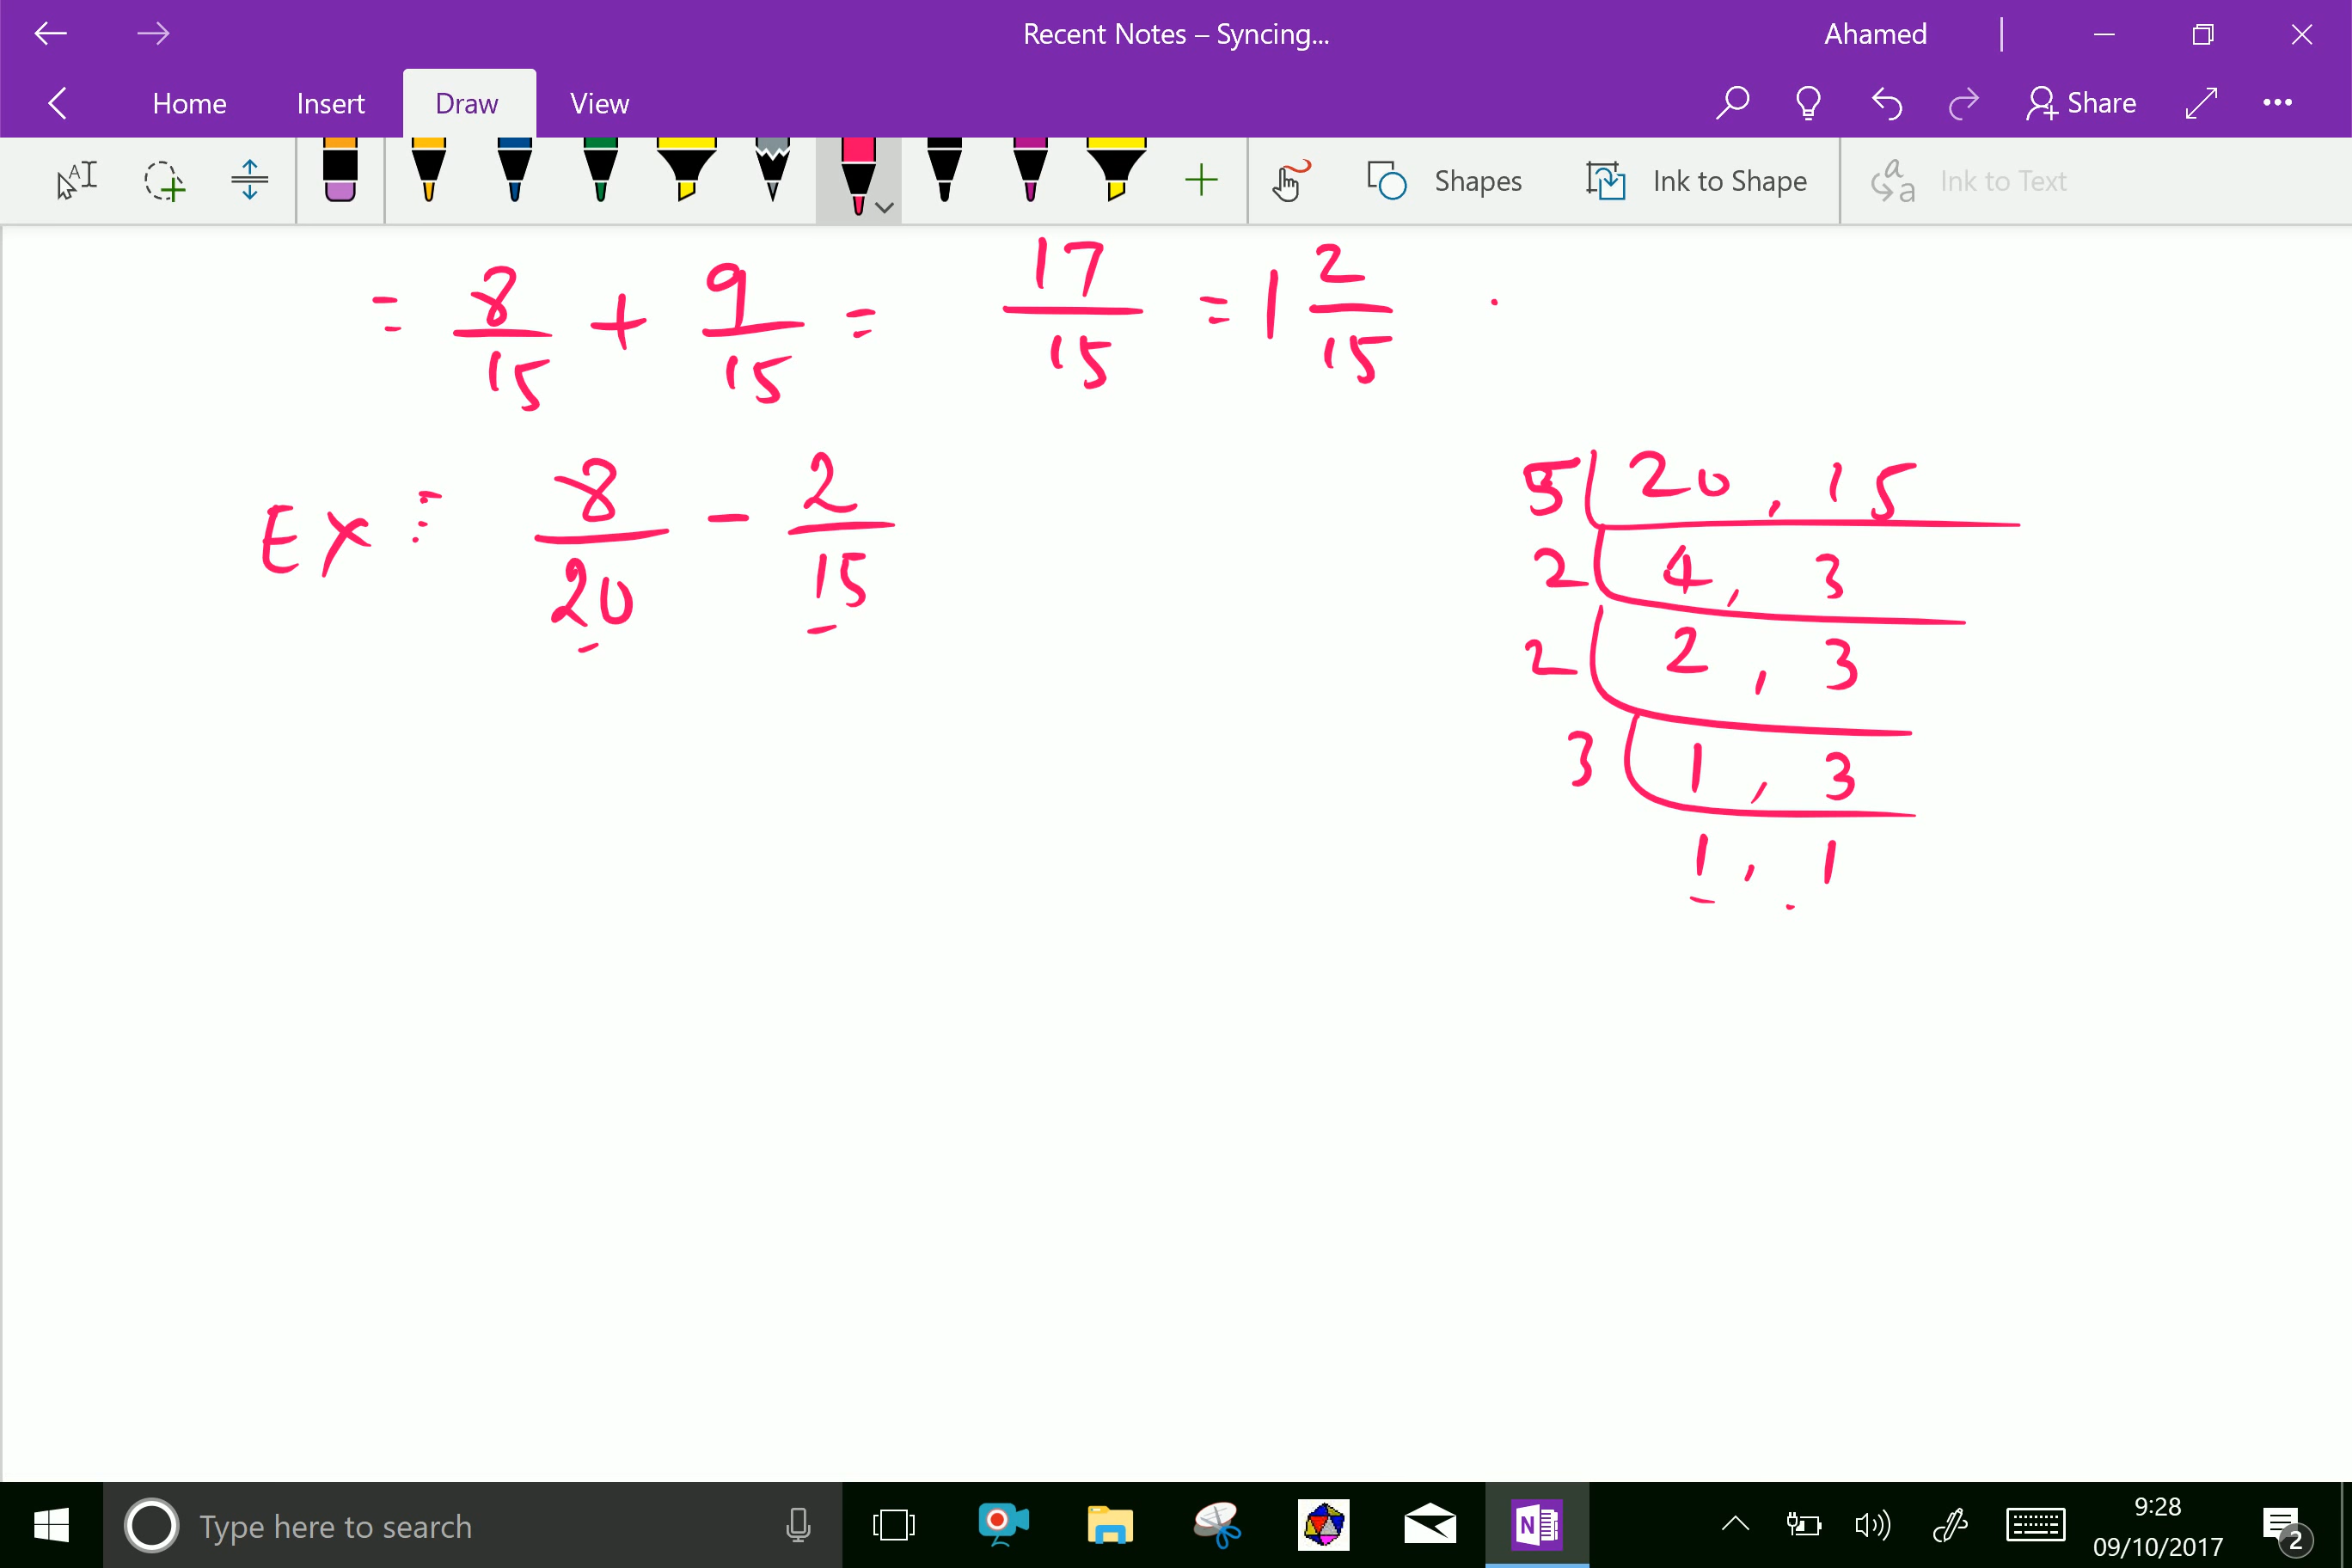 Recent Notes – Syncing...
Ahamed
Home Insert Draw View Share
Shapes Ink to Shape Ink to Text
= 8/15 + 9/15 = 17/15 = 1 2/15
Ex : 8/20 - 2/15
5 | 20, 15
2 | 4, 3
2 | 2, 3
3 | 1, 3
1, 1
Type here to search
9:28
09/10/2017
2